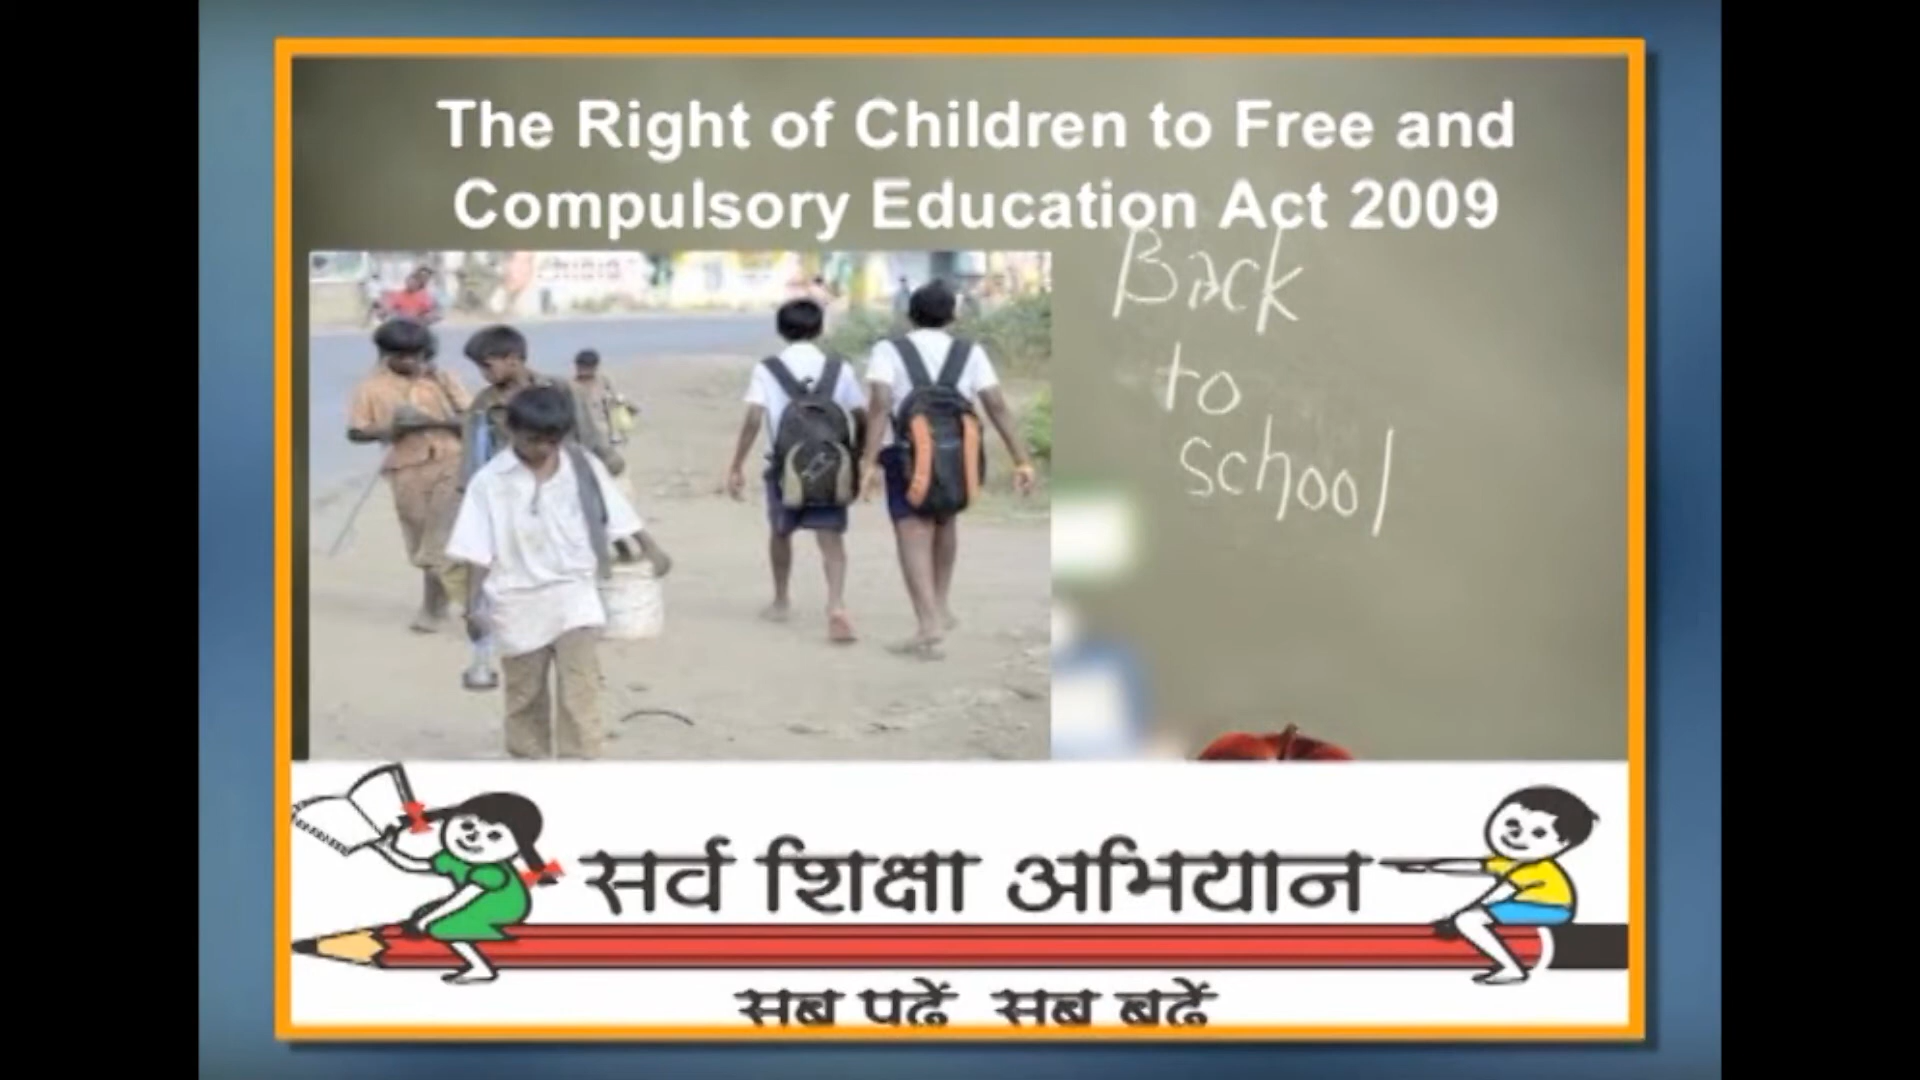 The Right of Children to Free and
Compulsory Education Act 2009
Back
to
school
सर्व शिक्षा अभियान
सब पढ़ें सब बढ़ें